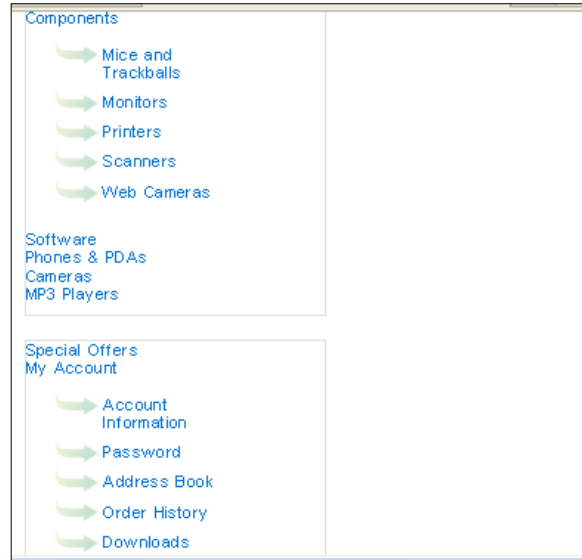 Components
Mice and
Trackballs
Monitors
Printers
Scanners
Web Cameras
Software
Phones & PDAs
Cameras
MP3 Players
Special Offers
My Account
Account
Information
Password
Address Book
Order History
Downloads